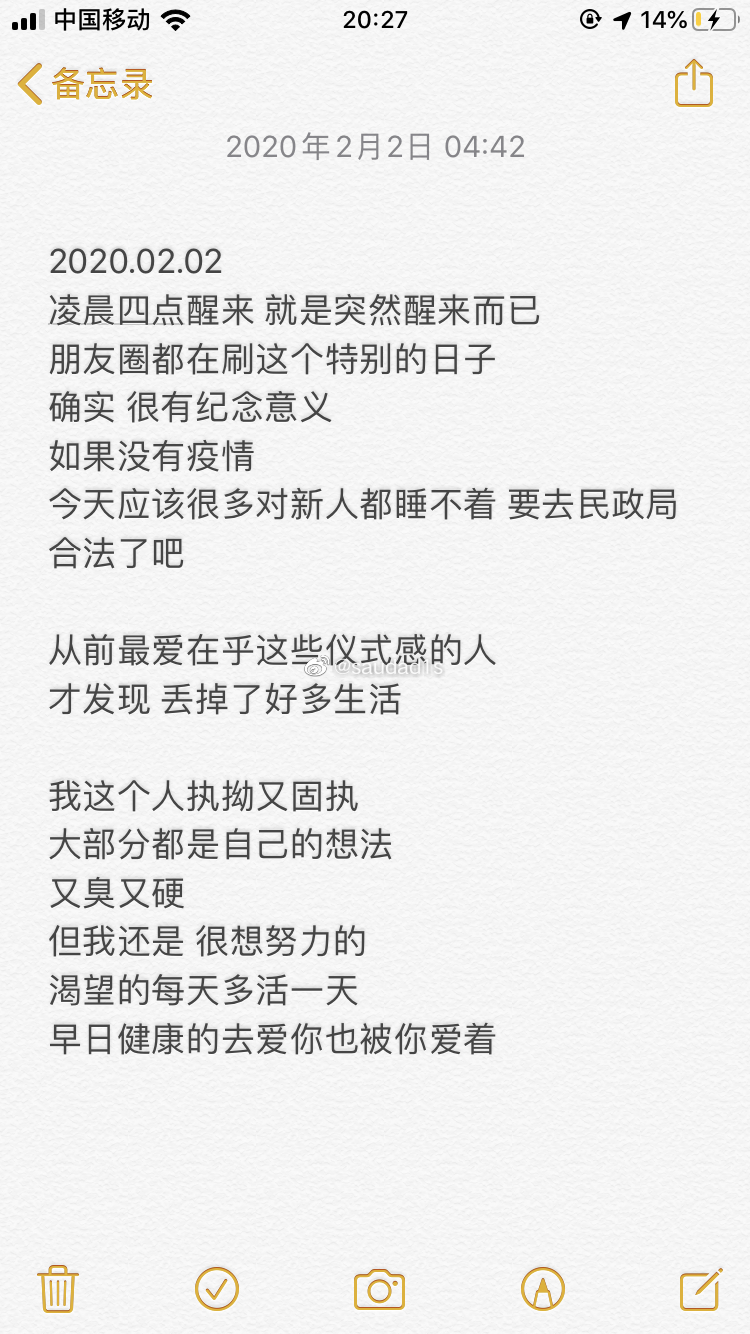 中国移动 20:27 14%
备忘录
2020年2月2日 04:42
2020.02.02
凌晨四点醒来 就是突然醒来而已
朋友圈都在刷这个特别的日子
确实 很有纪念意义
如果没有疫情
今天应该很多对新人都睡不着 要去民政局
合法了吧
从前最爱在乎这些仪式感的人
才发现 丢掉了好多生活
我这个人执拗又固执
大部分都是自己的想法
又臭又硬
但我还是 很想努力的
渴望的每天多活一天
早日健康的去爱你也被你爱着